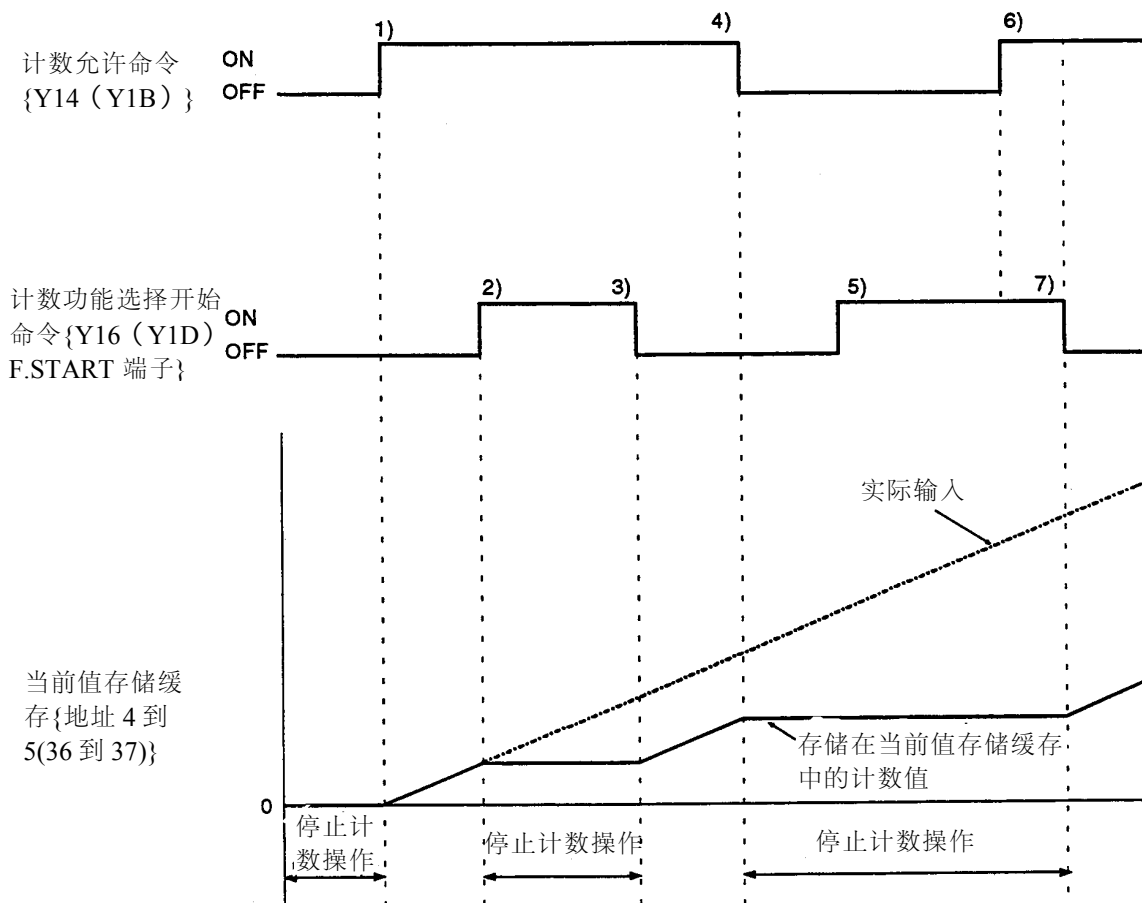 1)
4)
6)
计数允许命令
{Y14（Y1B）}
ON
OFF
2)
3)
5)
7)
计数功能选择开始
命令{Y16（Y1D）
F.START 端子}
ON
OFF
实际输入
当前值存储缓
存{地址 4 到
5(36 到 37)}
存储在当前值存储缓存
中的计数值
0
停止计
数操作
停止计数操作
停止计数操作